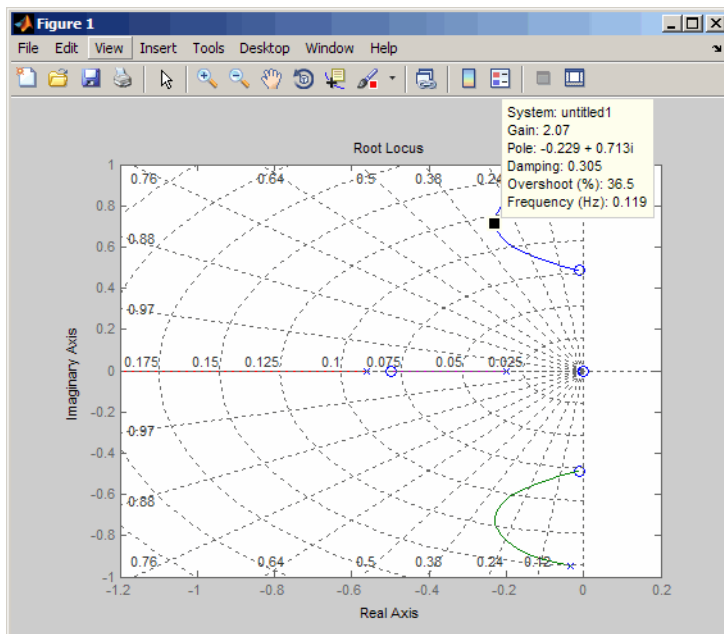 Figure 1
File Edit View Insert Tools Desktop Window Help
System: untitled1
Gain: 2.07
Pole: -0.229 + 0.713i
Damping: 0.305
Overshoot (%): 36.5
Frequency (Hz): 0.119
Root Locus
1
0.76 0.64 0.5 0.38 0.24
0.8
0.88
0.6
0.4
0.97
0.2
0.175 0.15 0.125 0.1 0.075 0.05 0.025
0
-0.2
0.97
-0.4
-0.6
0.88
-0.8
0.76 0.64 0.5 0.38 0.24 0.12
-1
-1.2 -1 -0.8 -0.6 -0.4 -0.2 0 0.2
Imaginary Axis
Real Axis